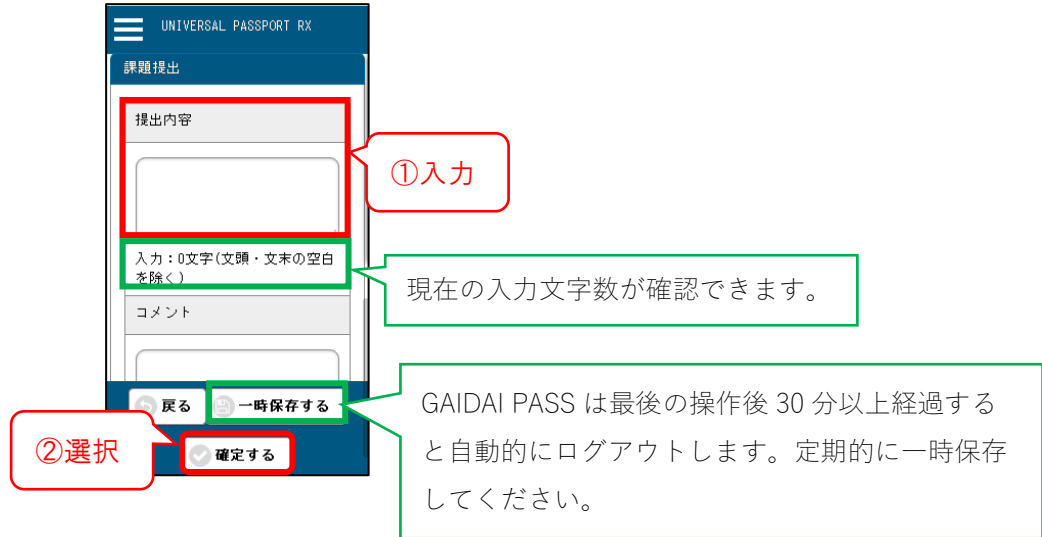 UNIVERSAL PASSPORT RX
課題提出
提出内容
①入力
入力：0文字(文頭・文末の空白
を除く)
現在の入力文字数が確認できます。
コメント
戻る
一時保存する
GAIDAI PASS は最後の操作後 30 分以上経過する
と自動的にログアウトします。定期的に一時保存
してください。
②選択
確定する